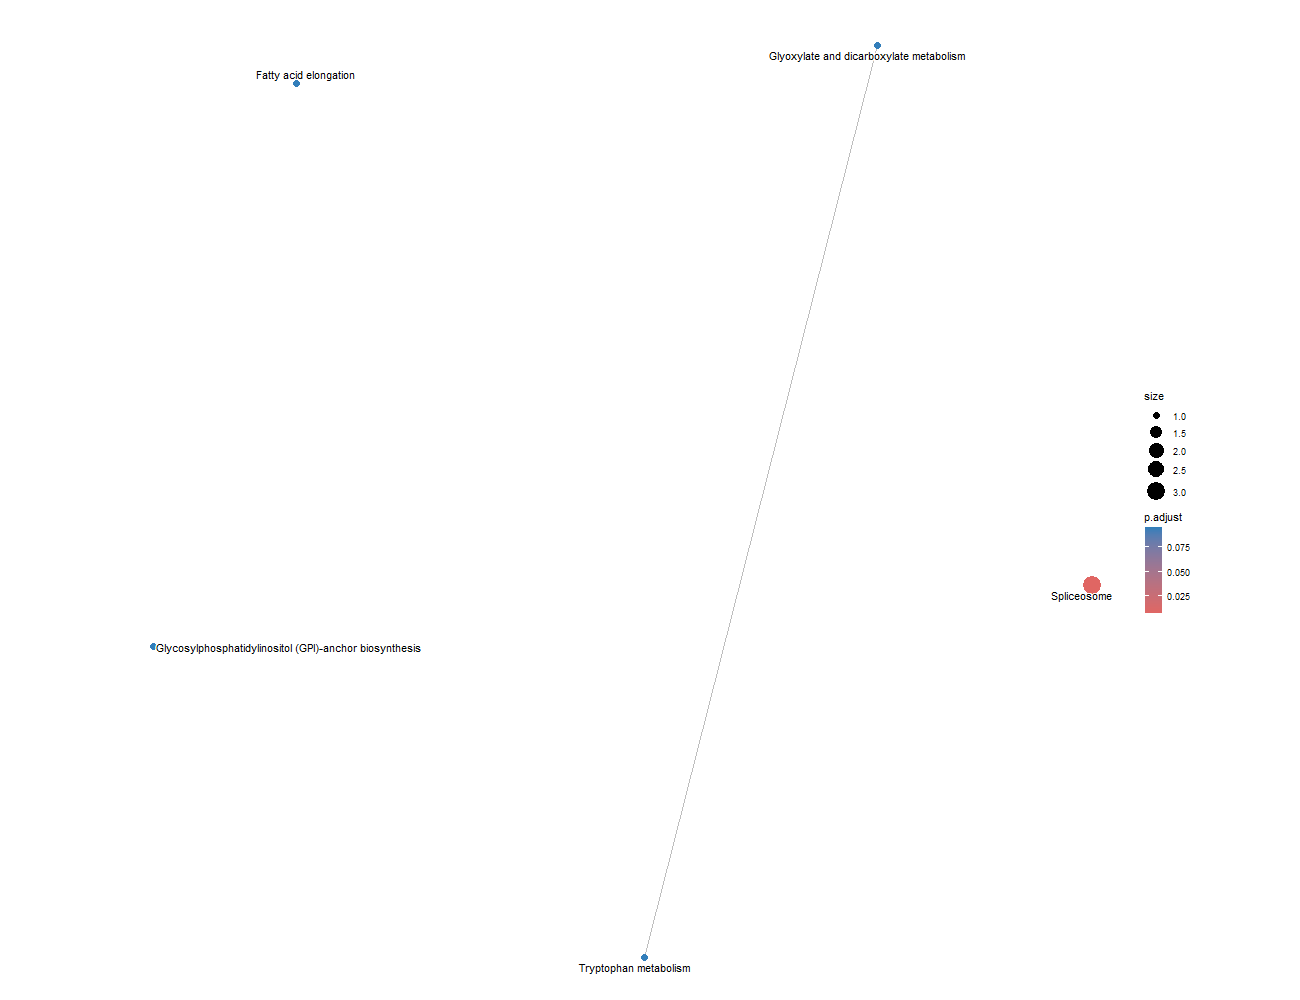 Glyoxylate and dicarboxylate metabolism
Fatty acid elongation
size
1.0
1.5
2.0
2.5
3.0
p.adjust
0.075
0.050
0.025
Spliceosome
Glycosylphosphatidylinositol (GPI)-anchor biosynthesis
Tryptophan metabolism